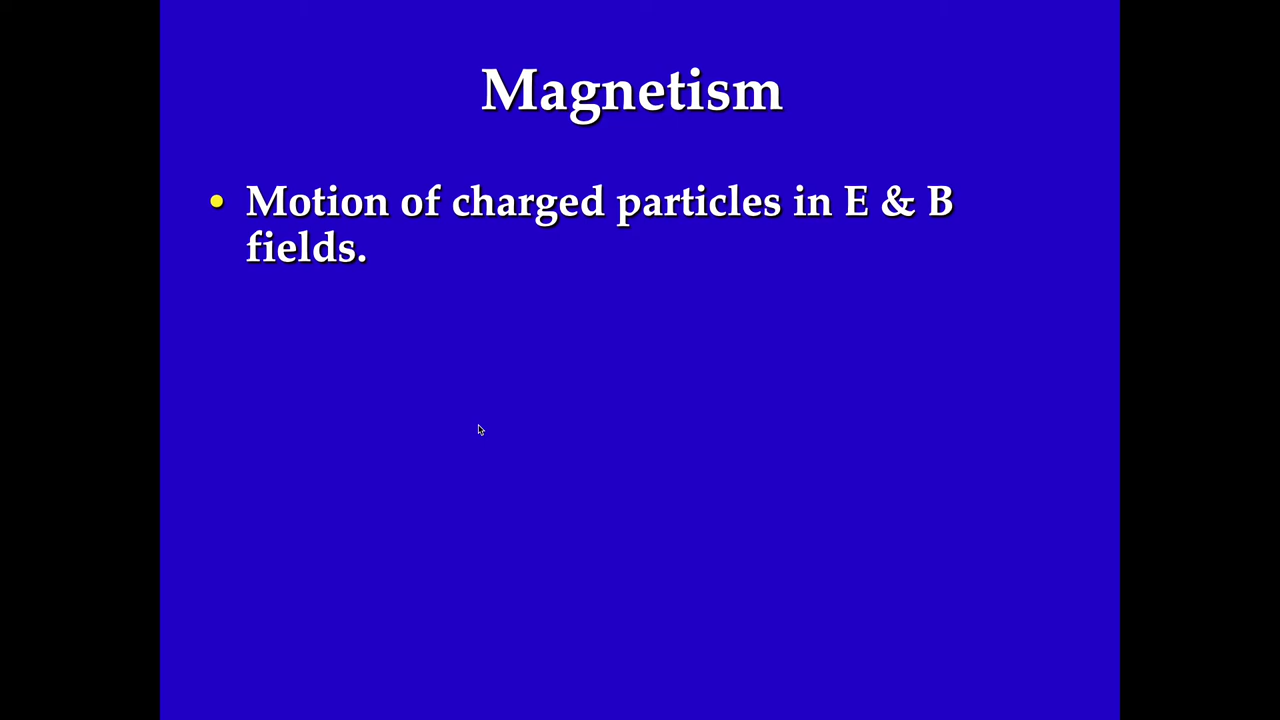 Magnetism
• Motion of charged particles in E & B
fields.